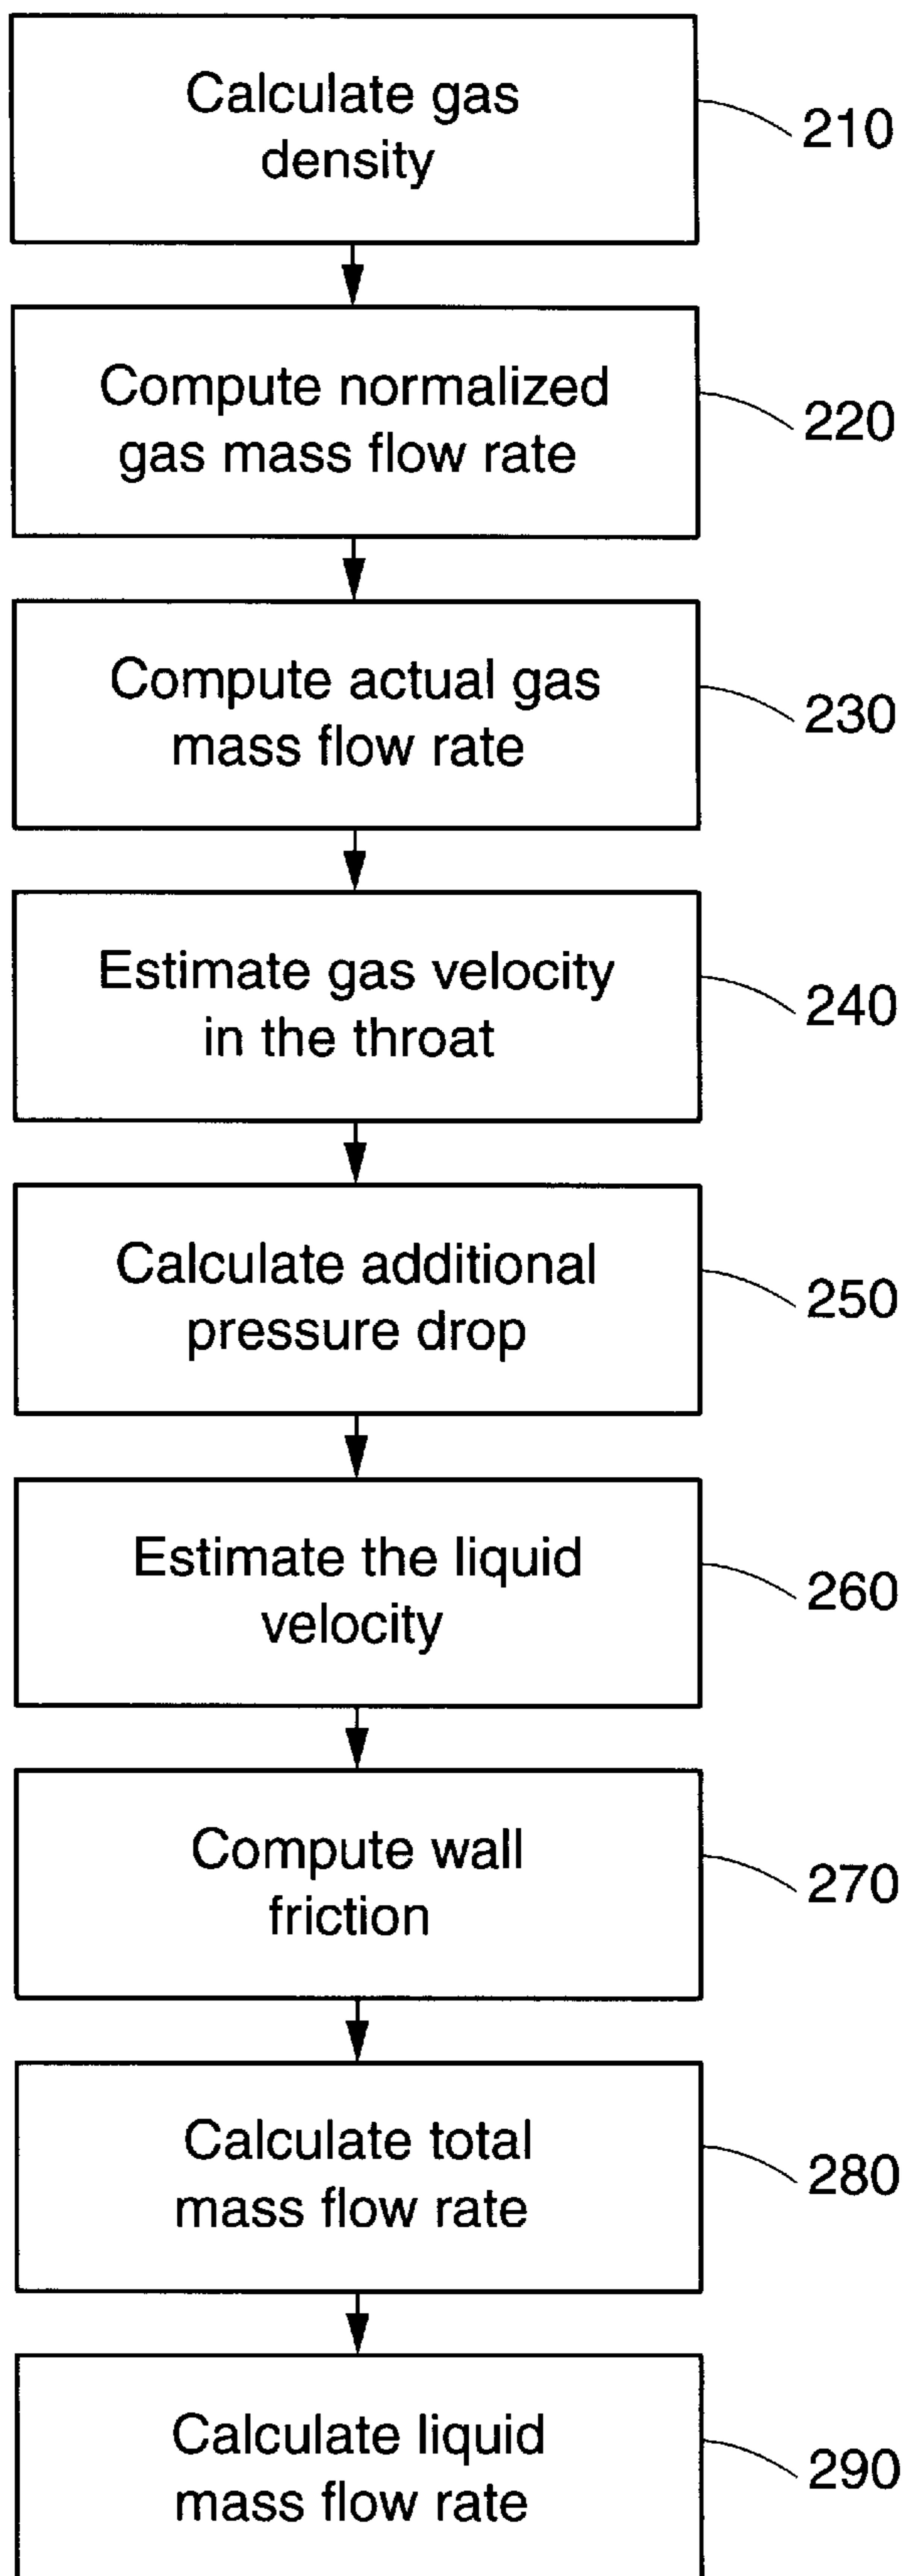 Calculate gas
density
210
Compute normalized
gas mass flow rate
220
Compute actual gas
mass flow rate
230
Estimate gas velocity
in the throat
240
Calculate additional
pressure drop
250
Estimate the liquid
velocity
260
Compute wall
friction
270
Calculate total
mass flow rate
280
Calculate liquid
mass flow rate
290